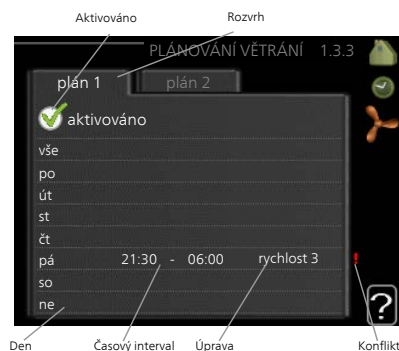 Aktivováno Rozvrh
PLÁNOVÁNÍ VĚTRÁNÍ 1.3.3
plán 1 plán 2
aktivováno
vše
po
út
st
čt
pá 21:30 - 06:00 rychlost 3 !
so
ne
?
Den Časový interval Úprava Konflikt